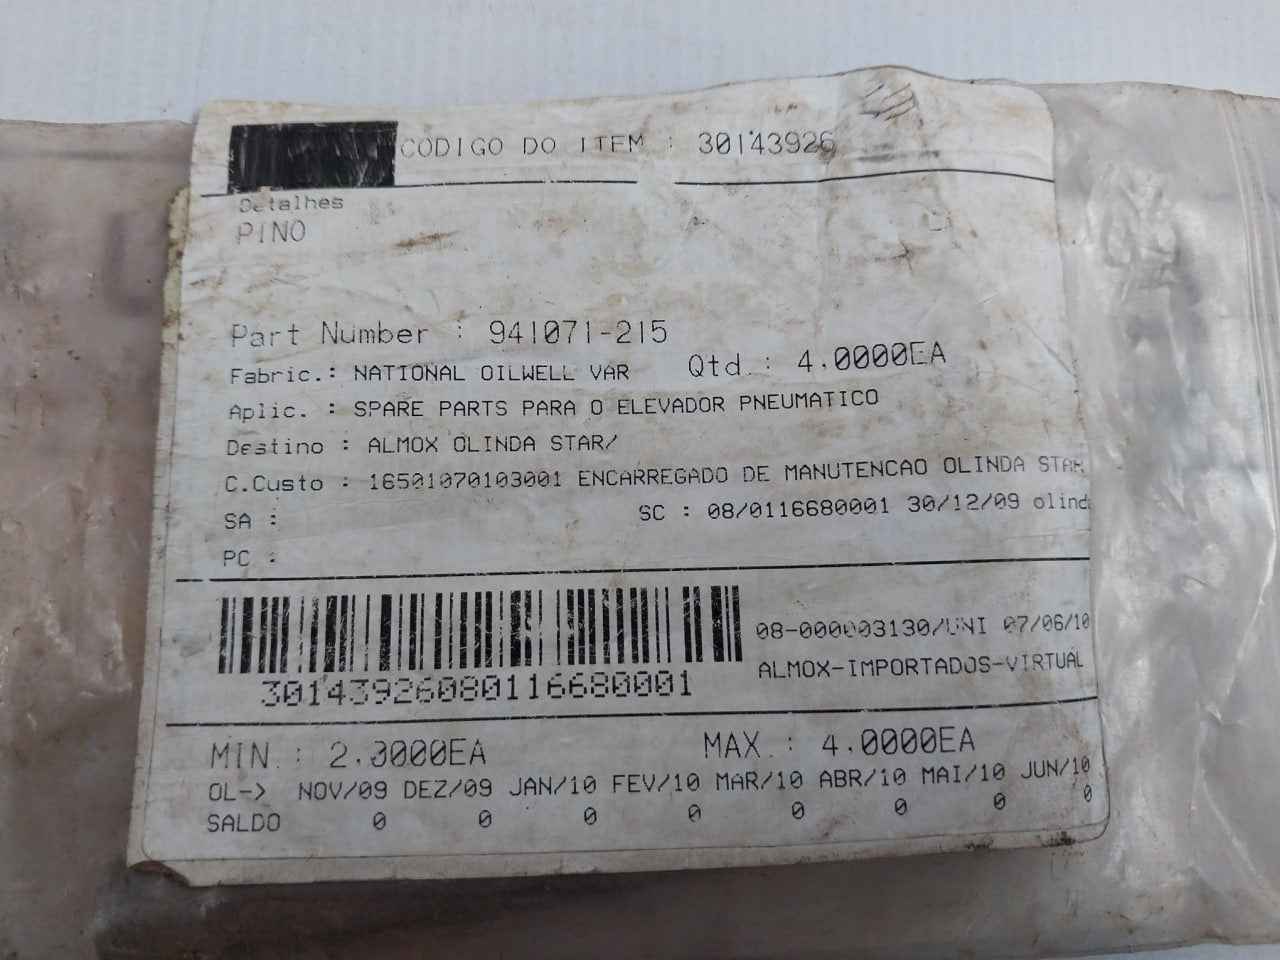 CODIGO DO ITEM : 30143926
Detalhes
PINO
Part Number : 941071-215
Fabric.: NATIONAL OILWELL VAR Qtd.: 4.0000EA
Aplic. : SPARE PARTS PARA O ELEVADOR PNEUMATICO
Destino : ALMOX OLINDA STAR/
C.Custo : 16501070103001 ENCARREGADO DE MANUTENCAO OLINDA STAR
SA :
SC : 08/0116680001 30/12/09 olinda
PC :
08-000003130/UNI 07/06/10
ALMOX-IMPORTADOS-VIRTUAL
30143926080116680001
MIN.: 2.0000EA MAX.: 4.0000EA
OL-> NOV/09 DEZ/09 JAN/10 FEV/10 MAR/10 ABR/10 MAI/10 JUN/10
SALDO 0 0 0 0 0 0 0 0